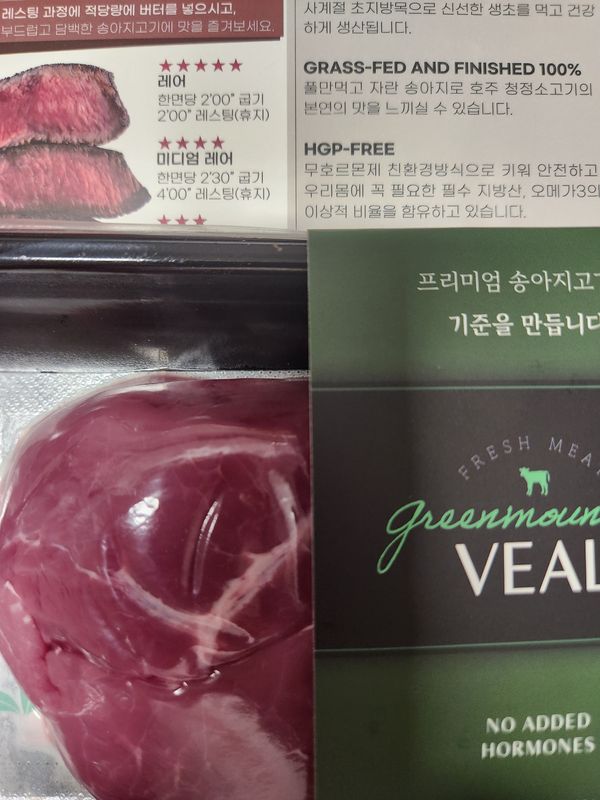 레스팅 과정에 적당량에 버터를 넣으시고,
부드럽고 담백한 송아지고기에 맛을 즐겨보세요.
★★★★★
레어
한면당 2'00" 굽기
2'00" 레스팅(휴지)
★★★★
미디엄 레어
한면당 2'30" 굽기
4'00" 레스팅(휴지)
★★★
사계절 초지방목으로 신선한 생초를 먹고 건강
하게 생산됩니다.
GRASS-FED AND FINISHED 100%
풀만먹고 자란 송아지로 호주 청정소고기의
본연의 맛을 느끼실 수 있습니다.
HGP-FREE
무호르몬제 친환경방식으로 키워 안전하고
우리몸에 꼭 필요한 필수 지방산, 오메가3의
이상적 비율을 함유하고 있습니다.
프리미엄 송아지고기
기준을 만듭니다
FRESH MEAT
greenmoun
VEAL
NO ADDED
HORMONES